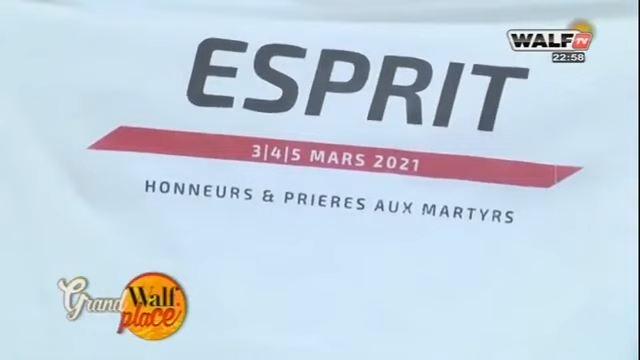 WALF TV
22:58
ESPRIT
3|4|5 MARS 2021
HONNEURS & PRIERES AUX MARTYRS
Grand Walf
place